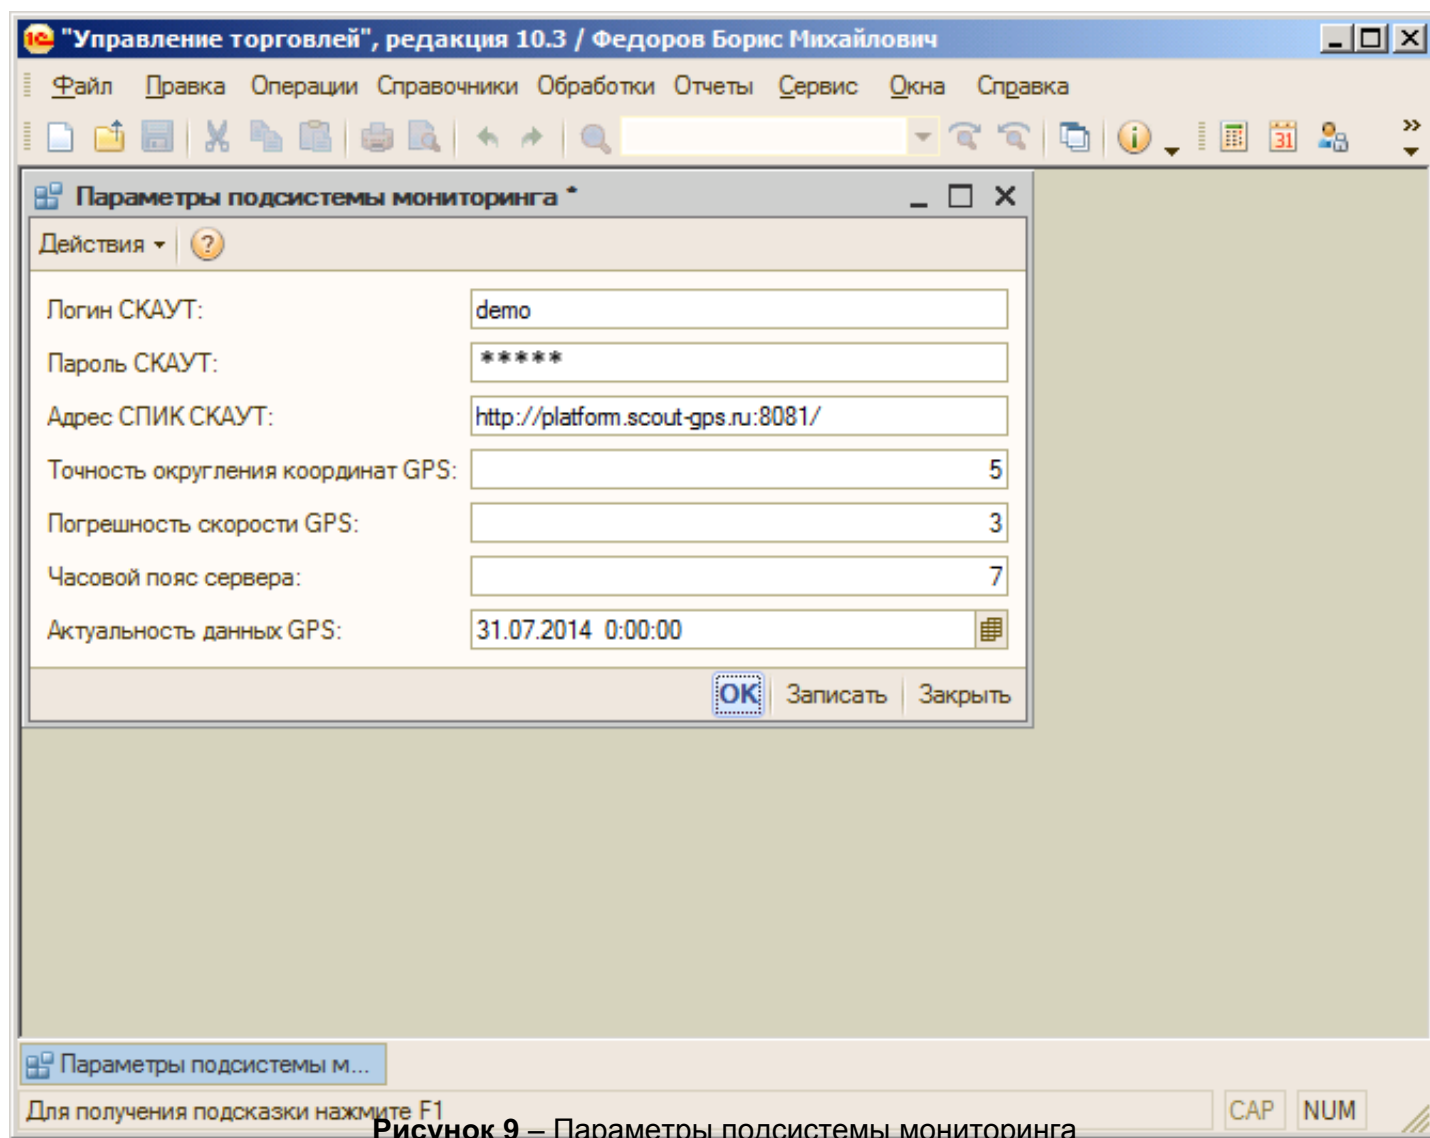 "Управление торговлей", редакция 10.3 / Федоров Борис Михайлович
Файл Правка Операции Справочники Обработки Отчеты Сервис Окна Справка
31
Параметры подсистемы мониторинга *
Действия
Логин СКАУТ: demo
Пароль СКАУТ: *****
Адрес СПИК СКАУТ: http://platform.scout-gps.ru:8081/
Точность округления координат GPS: 5
Погрешность скорости GPS: 3
Часовой пояс сервера: 7
Актуальность данных GPS: 31.07.2014 0:00:00
OK Записать Закрыть
Параметры подсистемы м...
Для получения подсказки нажмите F1 CAP NUM
Рисунок 9 – Параметры подсистемы мониторинга